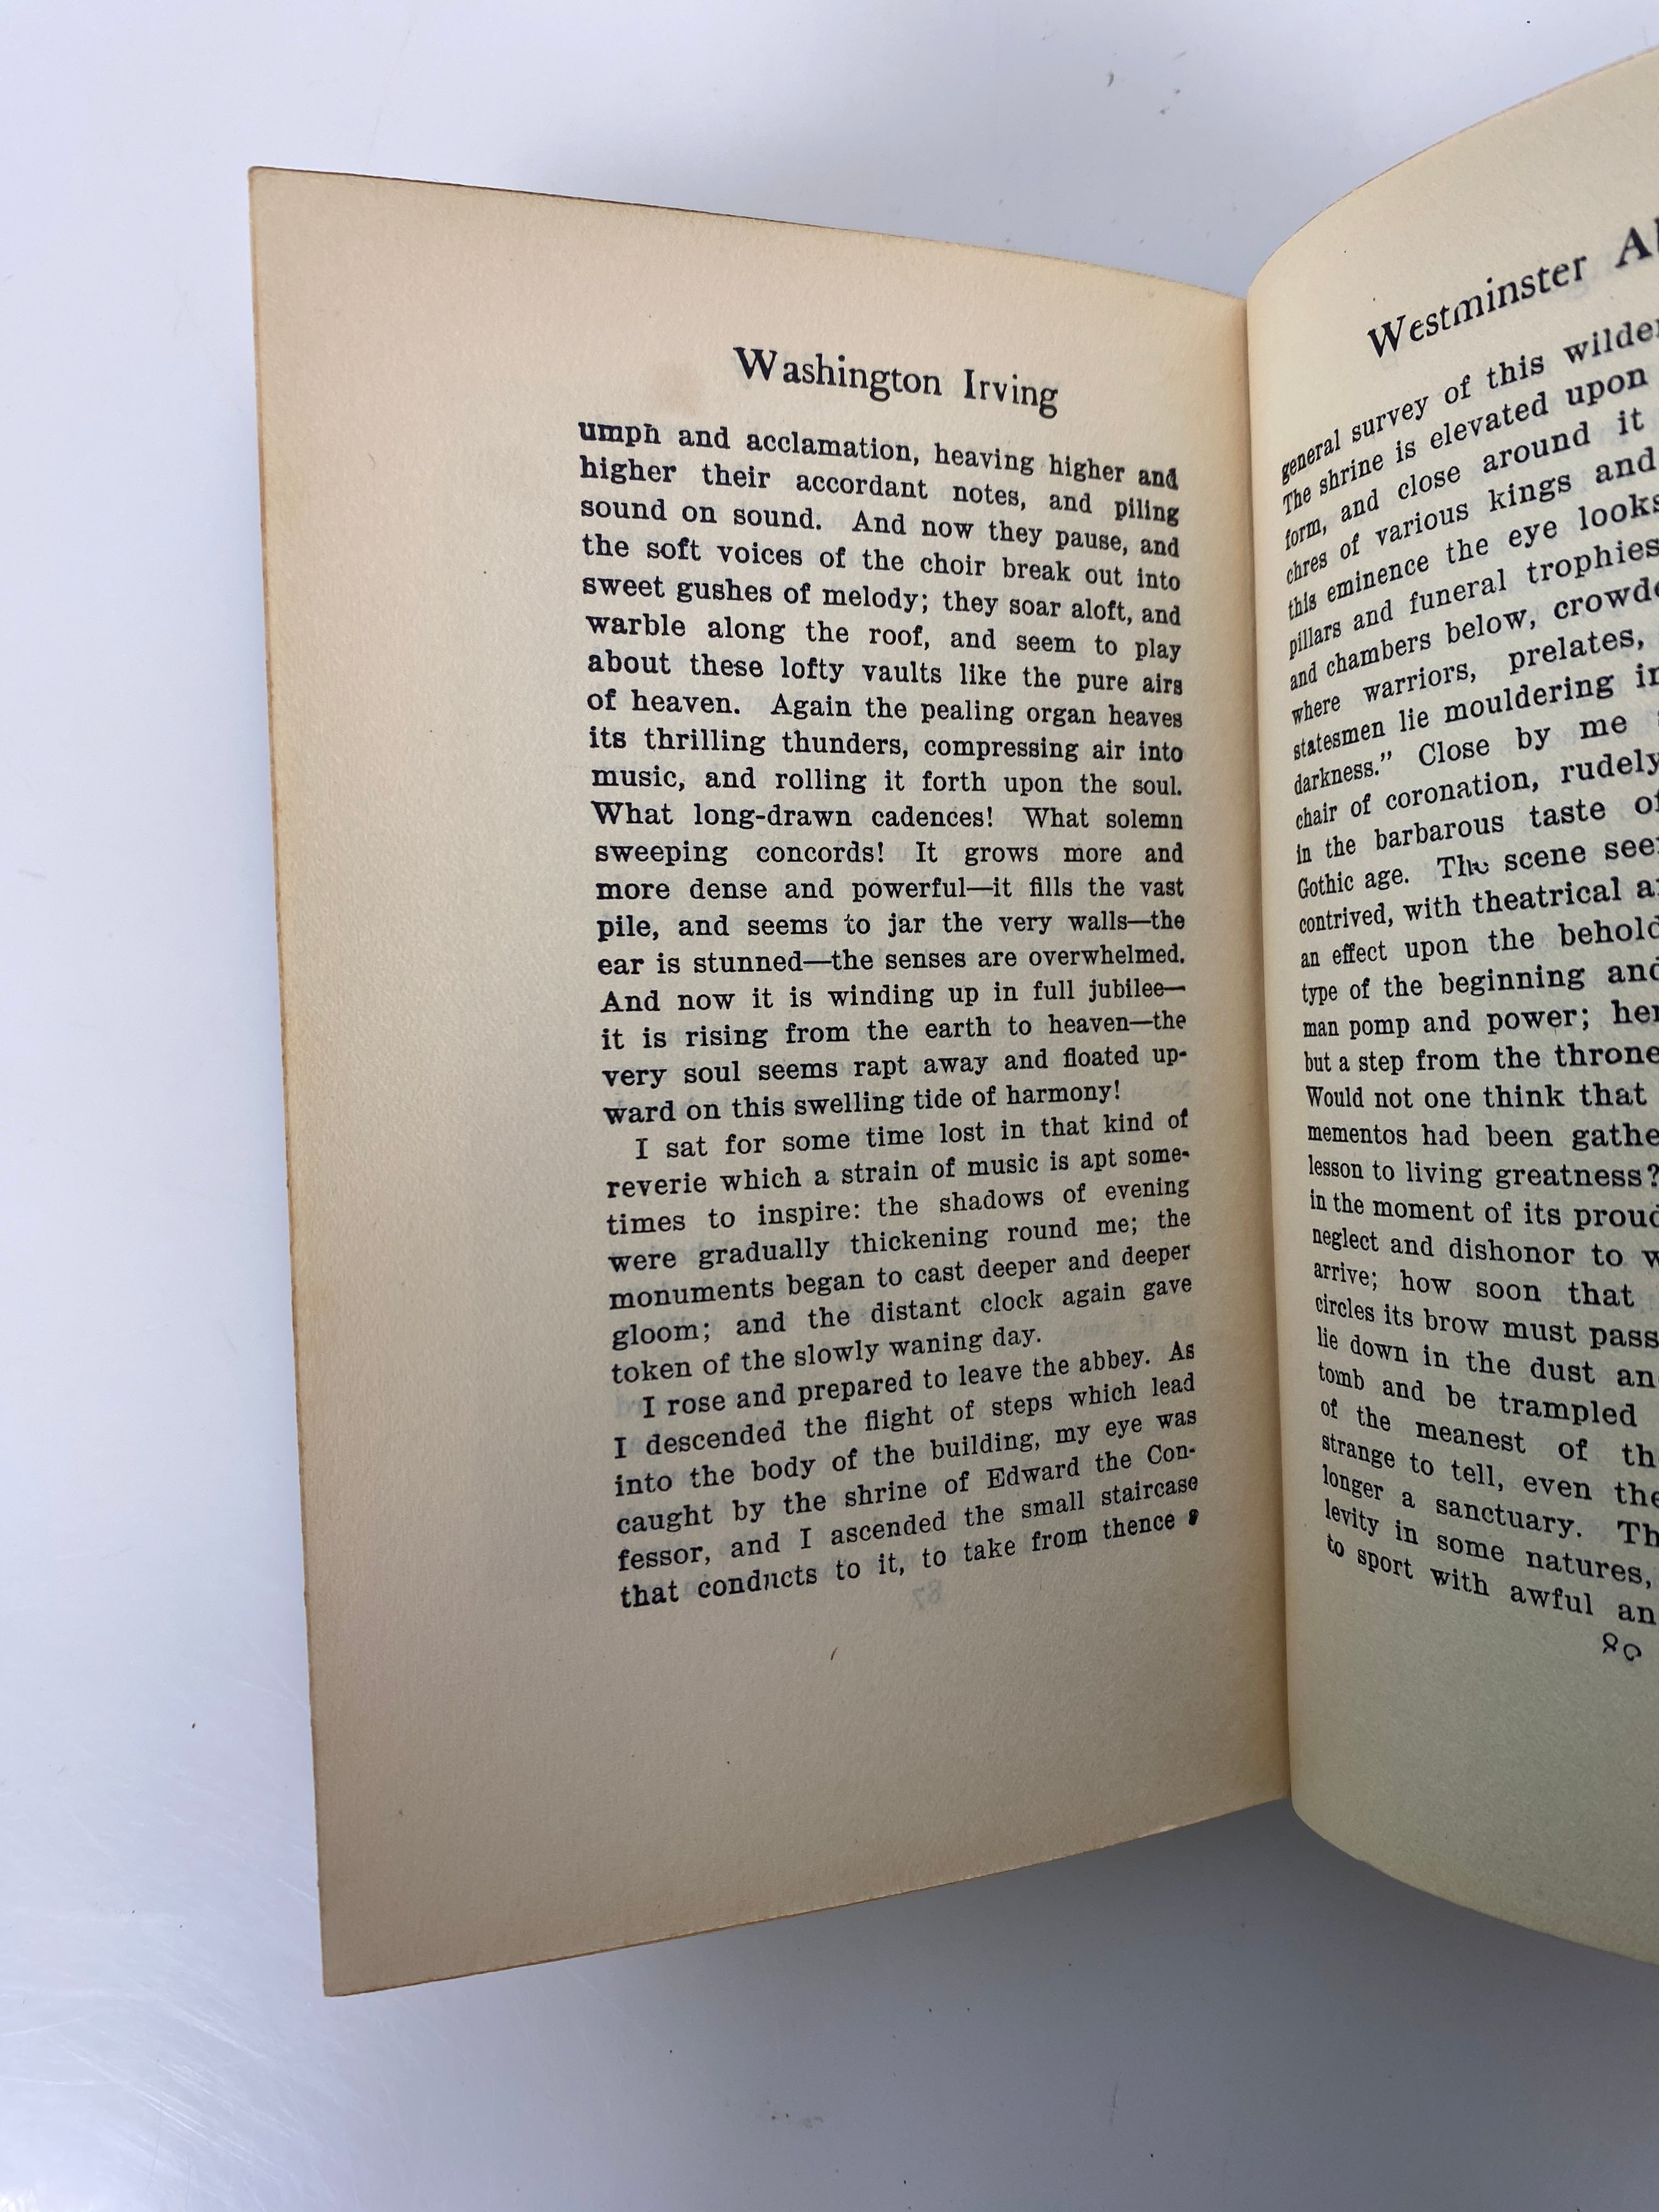 Washington Irving
umph and acclamation, heaving higher and
higher their accordant notes, and piling
sound on sound. And now they pause, and
the soft voices of the choir break out into
sweet gushes of melody; they soar aloft, and
warble along the roof, and seem to play
about these lofty vaults like the pure airs
of heaven. Again the pealing organ heaves
its thrilling thunders, compressing air into
music, and rolling it forth upon the soul.
What long-drawn cadences! What solemn
sweeping concords! It grows more and
more dense and powerful—it fills the vast
pile, and seems to jar the very walls—the
ear is stunned—the senses are overwhelmed.
And now it is winding up in full jubilee—
it is rising from the earth to heaven—the
very soul seems rapt away and floated up-
ward on this swelling tide of harmony!
I sat for some time lost in that kind of
reverie which a strain of music is apt some-
times to inspire: the shadows of evening
were gradually thickening round me; the
monuments began to cast deeper and deeper
gloom; and the distant clock again gave
token of the slowly waning day.
I rose and prepared to leave the abbey. As
I descended the flight of steps which lead
into the body of the building, my eye was
caught by the shrine of Edward the Con-
fessor, and I ascended the small staircase
that conducts to it, to take from thence a
Westminster
general survey of this
The shrine is elevated upon
form, and close around it
chres of various kings and
this eminence the eye looks
pillars and funeral trophies
and chambers below,
where warriors, prelates,
statesmen lie mouldering
darkness.” Close by me
chair of coronation, rudely
in the barbarous taste
Gothic age. The scene
contrived, with theatrical
an effect upon the
type of the beginning and
man pomp and power;
but a step from the throne
Would not one think that
mementos had been
lesson to living greatness?
in the moment of its
neglect and dishonor to
arrive; how soon that
circles its brow must pass
lie down in the dust
tomb and be trampled
of the meanest of
strange to tell, even
longer a sanctuary.
levity in some natures,
to sport with awful